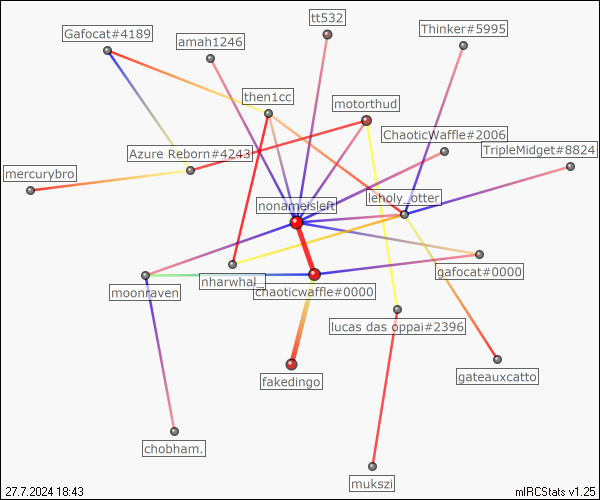 tt532
Thinker#5995
Gafocat#4189
amah1246
then1cc
motorthud
ChaoticWaffle#2006
Azure Reborn#4243
TripleMidget#8824
mercurybro
leholy_otter
nonameisleft
gafocat#0000
nharwhal_
chaoticwaffle#0000
moonraven
lucas das oppai#2396
gateauxcatto
fakedingo
chobham.
mukszi
27.7.2024 18:43
mIRCStats v1.25